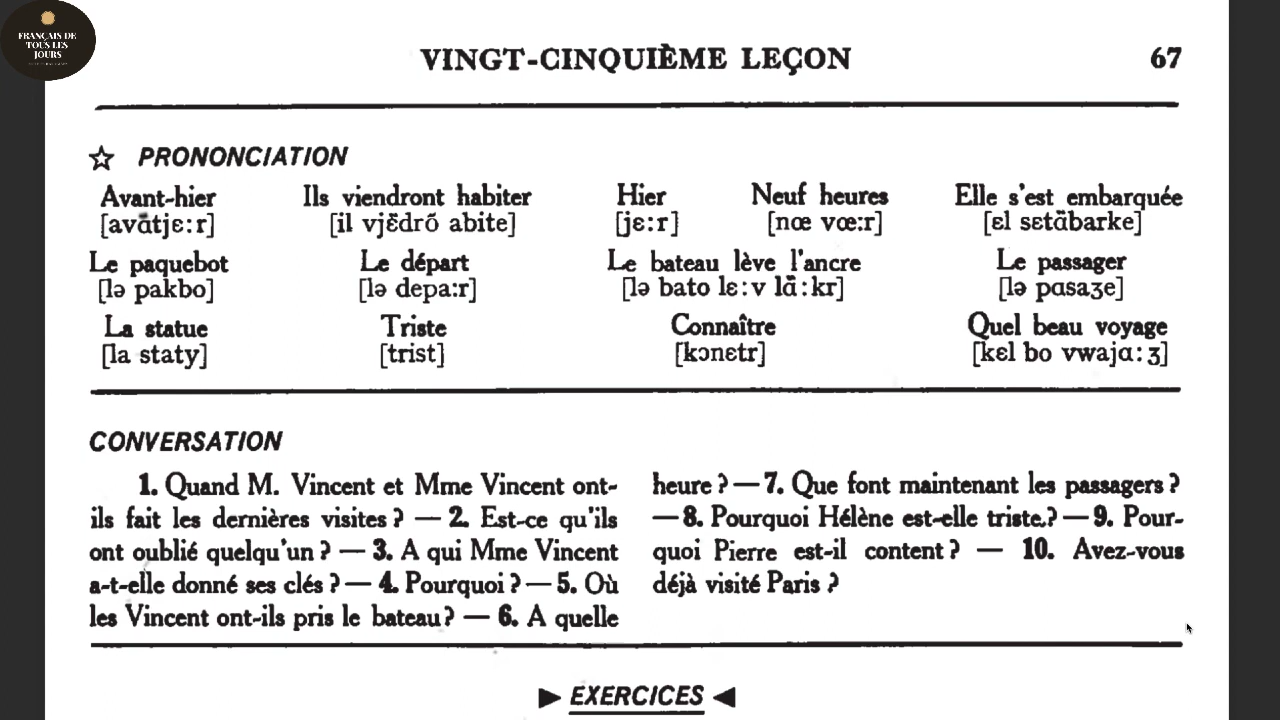 FRANÇAIS DE
TOUS LES
JOURS
VINGT-CINQUIÈME LEÇON 67
☆ PRONONCIATION
Avant-hier Ils viendront habiter Hier Neuf heures Elle s'est embarquée
[avɑ̃tjɛ:r] [il vjɛ̃drɔ̃ abite] [jɛ:r] [nœ vœ:r] [ɛl sɛtɑ̃barke]
Le paquebot Le départ Le bateau lève l'ancre Le passager
[lə pakbo] [lə depa:r] [lə bato lɛ:v lɑ̃:kr] [lə pɑsaʒe]
La statue Triste Connaître Quel beau voyage
[la staty] [trist] [kɔnɛtr] [kɛl bo vwajɑ:ʒ]
CONVERSATION
1. Quand M. Vincent et Mme Vincent ont-
ils fait les dernières visites ? — 2. Est-ce qu'ils
ont oublié quelqu'un ? — 3. A qui Mme Vincent
a-t-elle donné ses clés ? — 4. Pourquoi ? — 5. Où
les Vincent ont-ils pris le bateau ? — 6. A quelle
heure ? — 7. Que font maintenant les passagers ?
— 8. Pourquoi Hélène est-elle triste ? — 9. Pour-
quoi Pierre est-il content ? — 10. Avez-vous
déjà visité Paris ?
► EXERCICES ◄